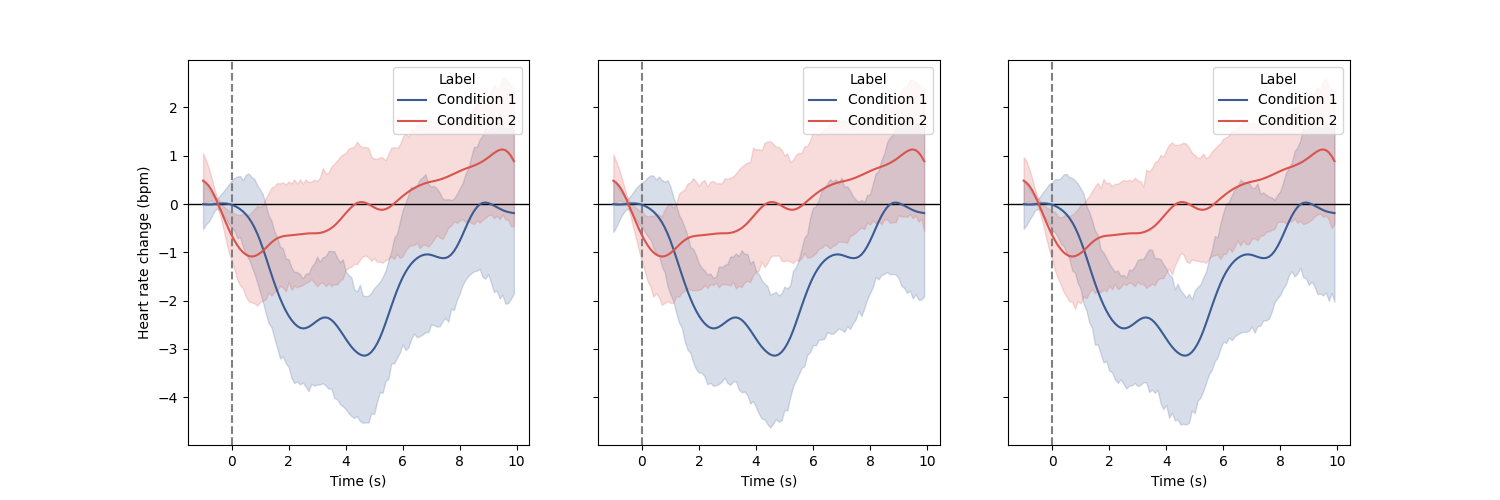 Heart rate change (bpm)
2
1
0
−1
−2
−3
−4
Label
Condition 1
Condition 2
0 2 4 6 8 10
Time (s)
Label
Condition 1
Condition 2
0 2 4 6 8 10
Time (s)
Label
Condition 1
Condition 2
0 2 4 6 8 10
Time (s)